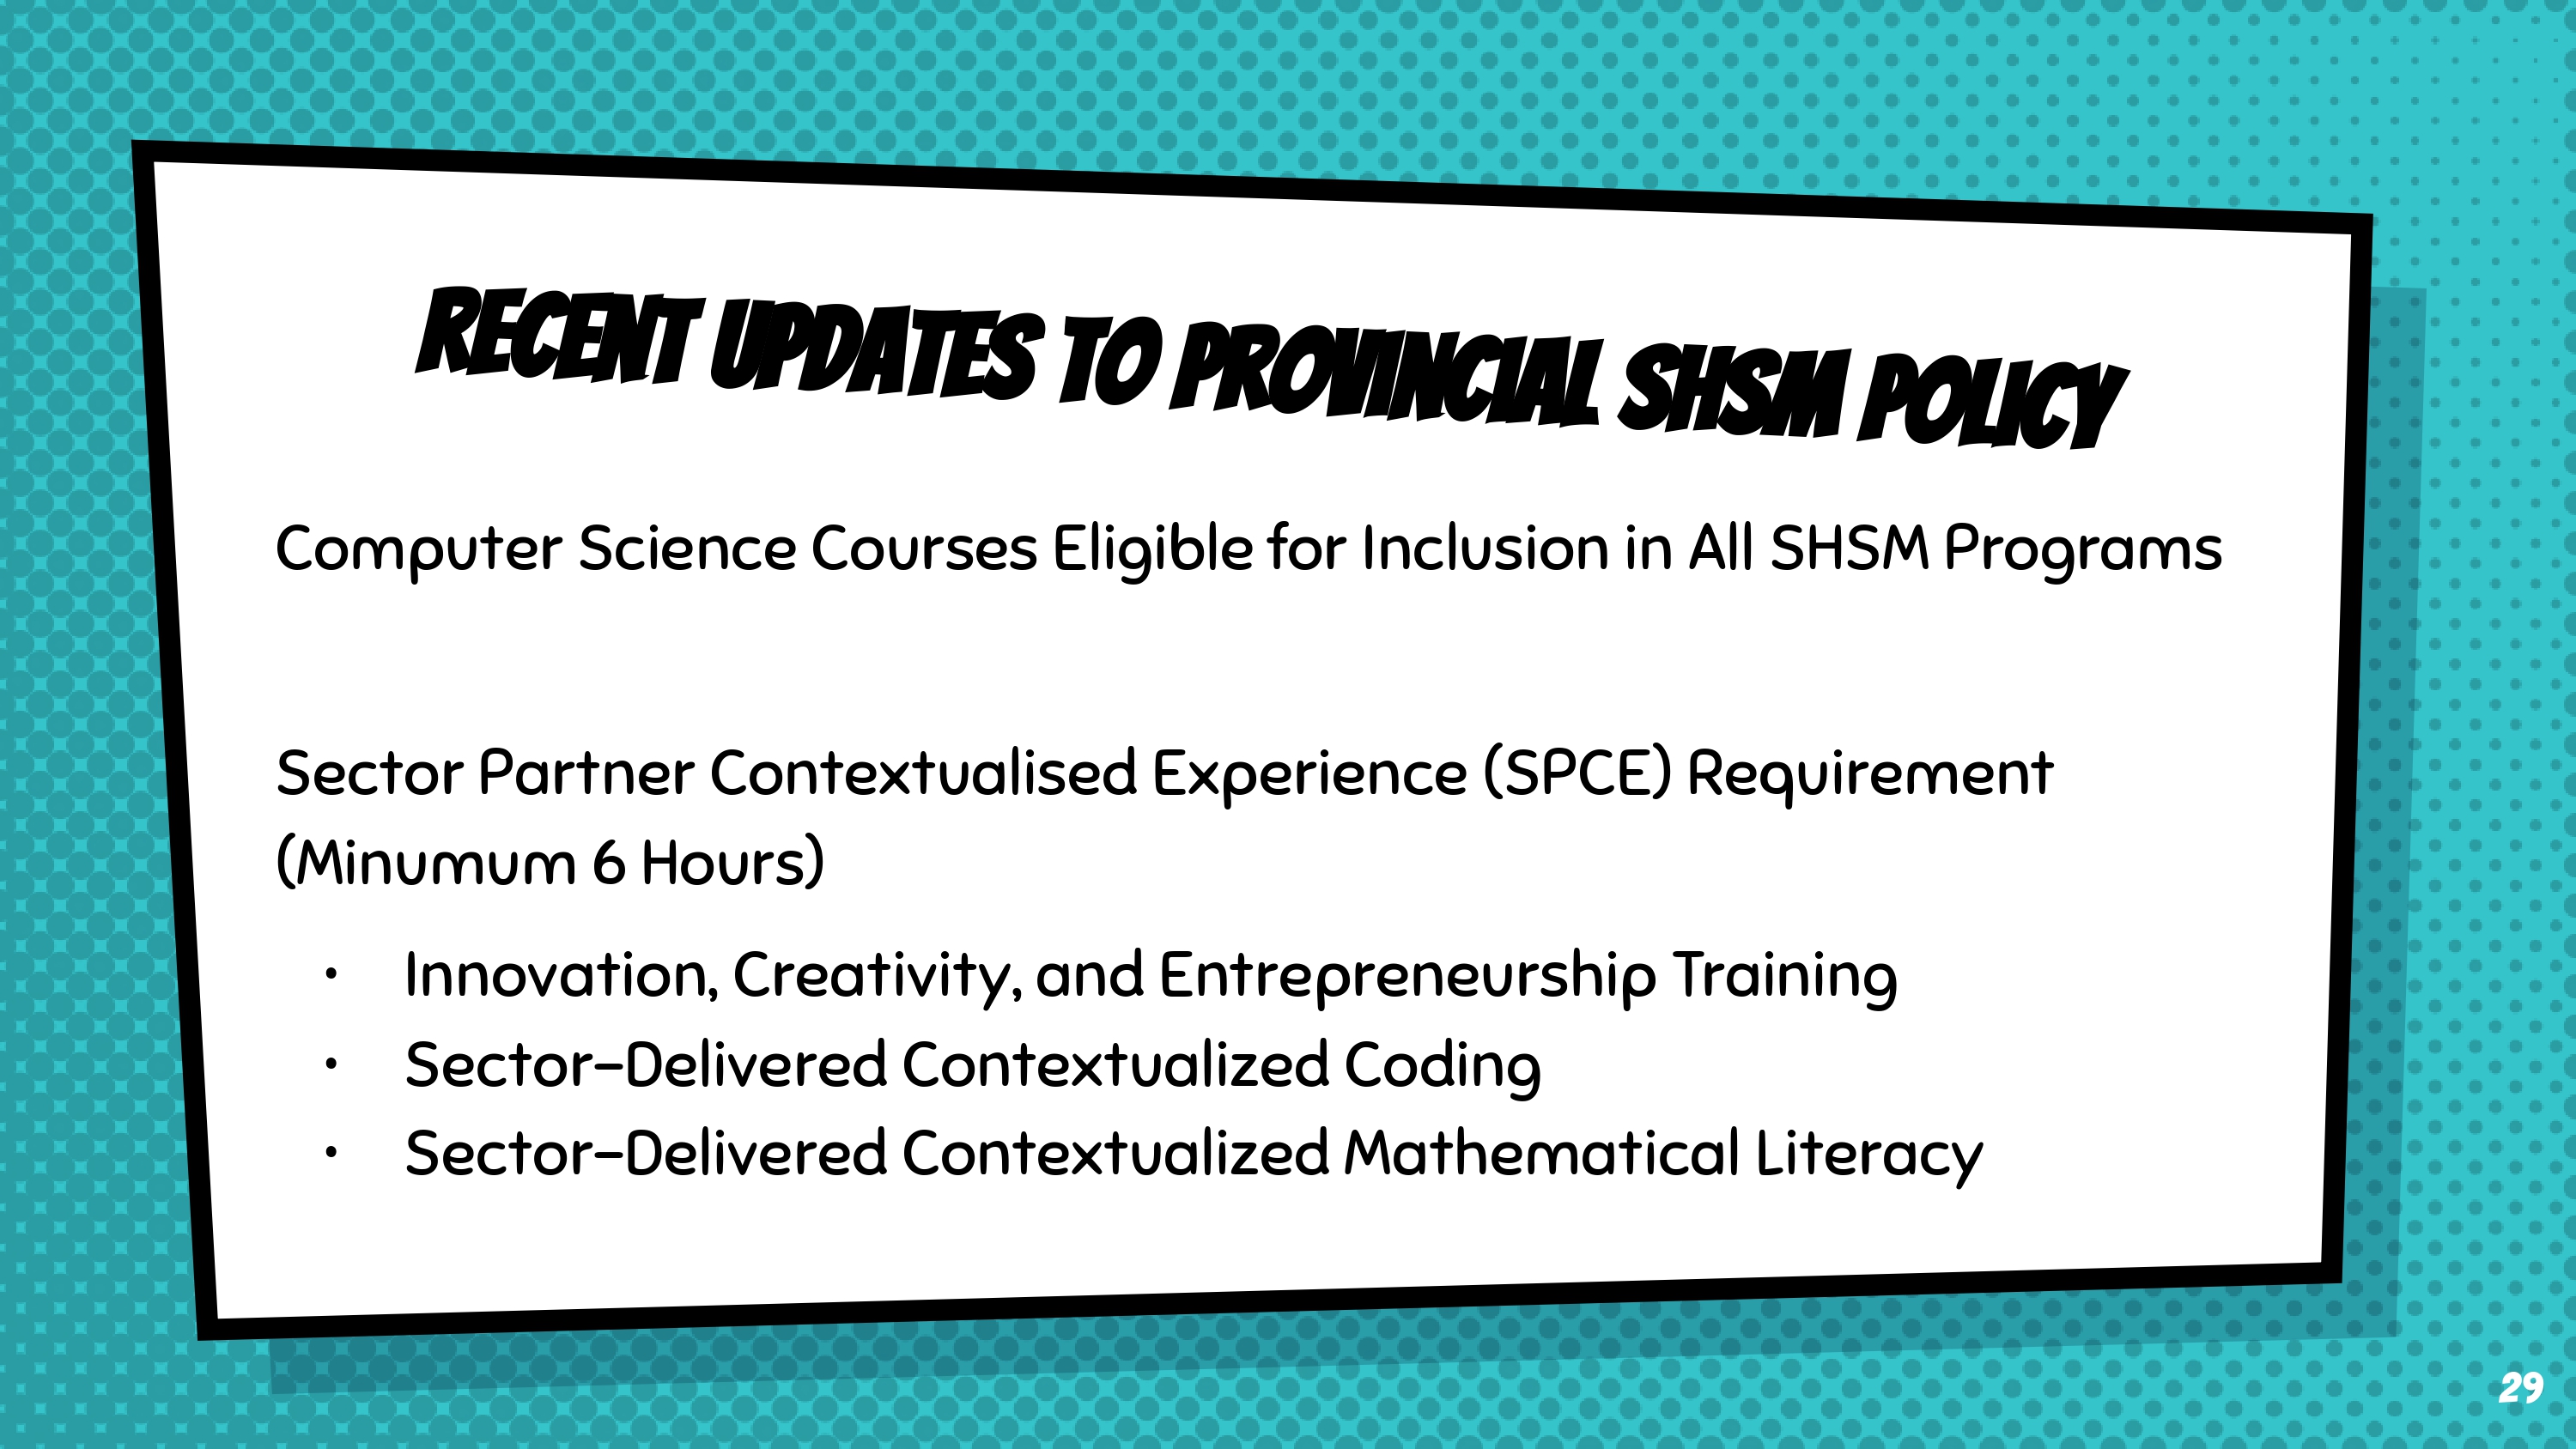 RECENT UPDATES TO PROVINCIAL SHSM POLICY
Computer Science Courses Eligible for Inclusion in All SHSM Programs
Sector Partner Contextualised Experience (SPCE) Requirement
(Minumum 6 Hours)
• Innovation, Creativity, and Entrepreneurship Training
• Sector-Delivered Contextualized Coding
• Sector-Delivered Contextualized Mathematical Literacy
29